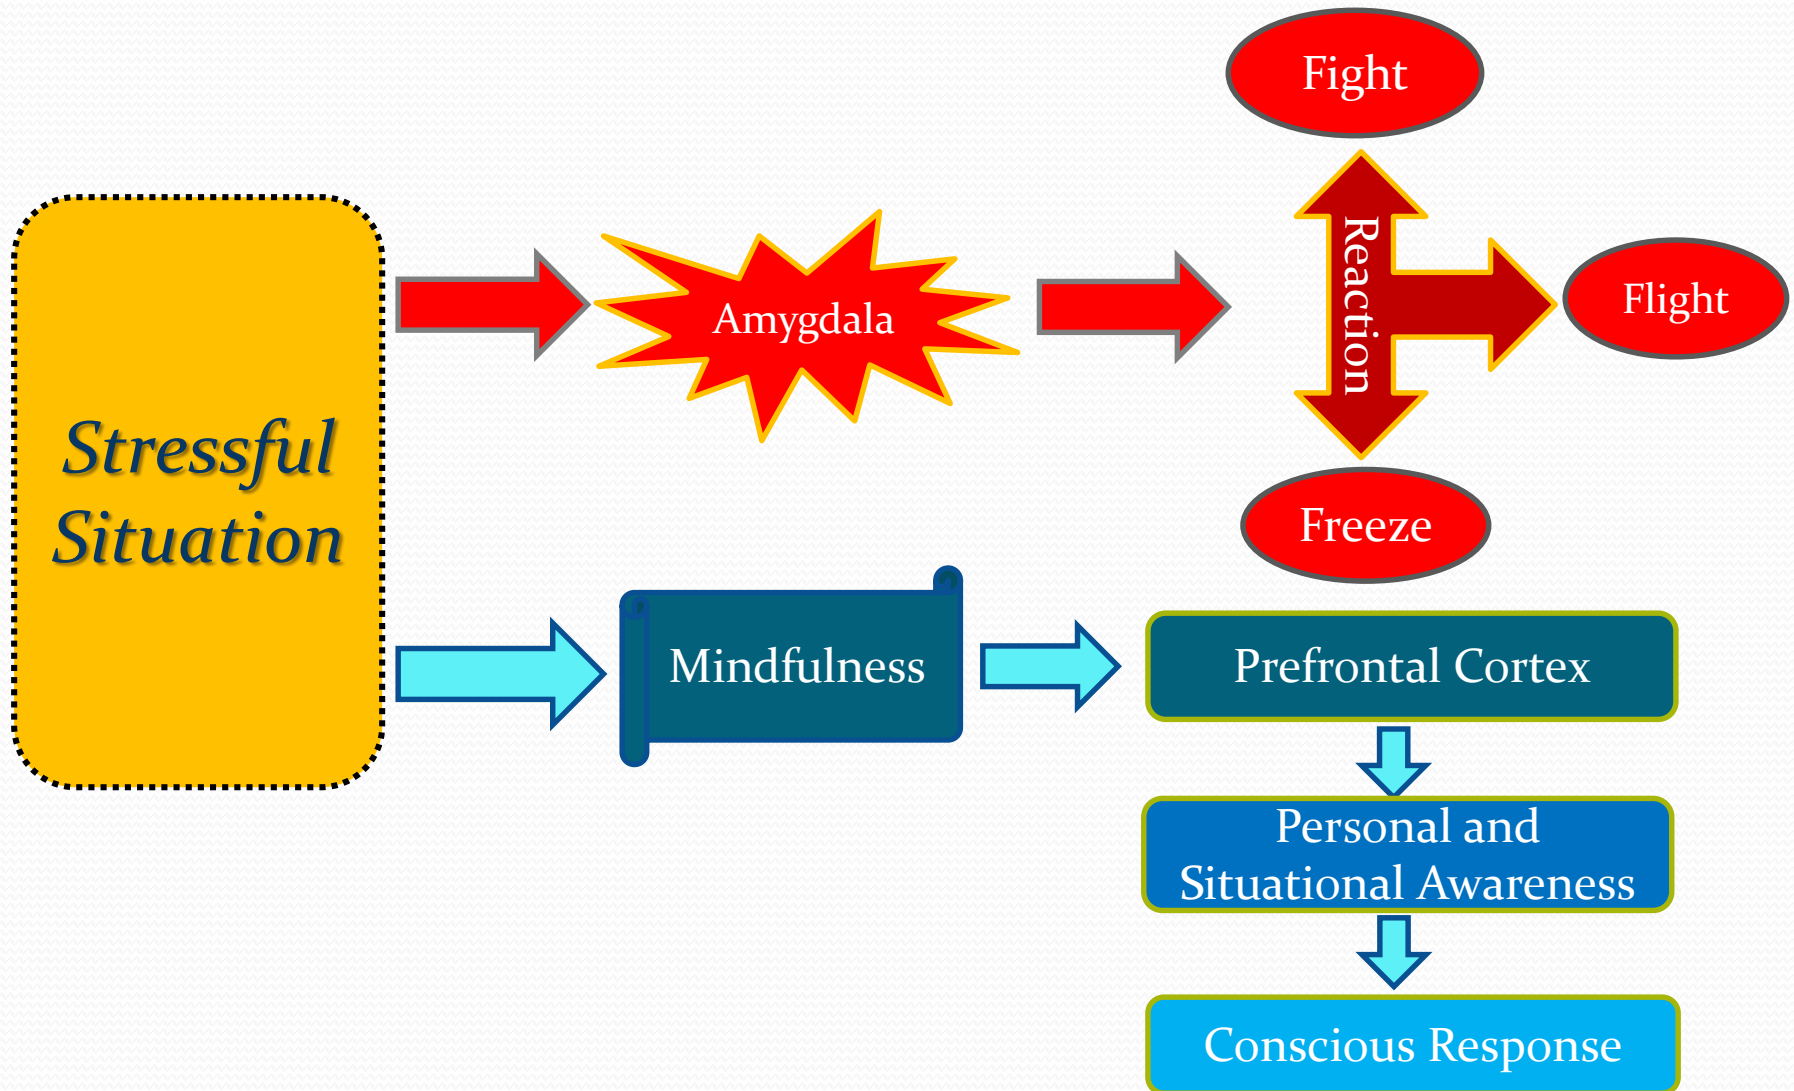 Stressful
Situation
Amygdala
Reaction
Fight
Flight
Freeze
Mindfulness
Prefrontal Cortex
Personal and
Situational Awareness
Conscious Response